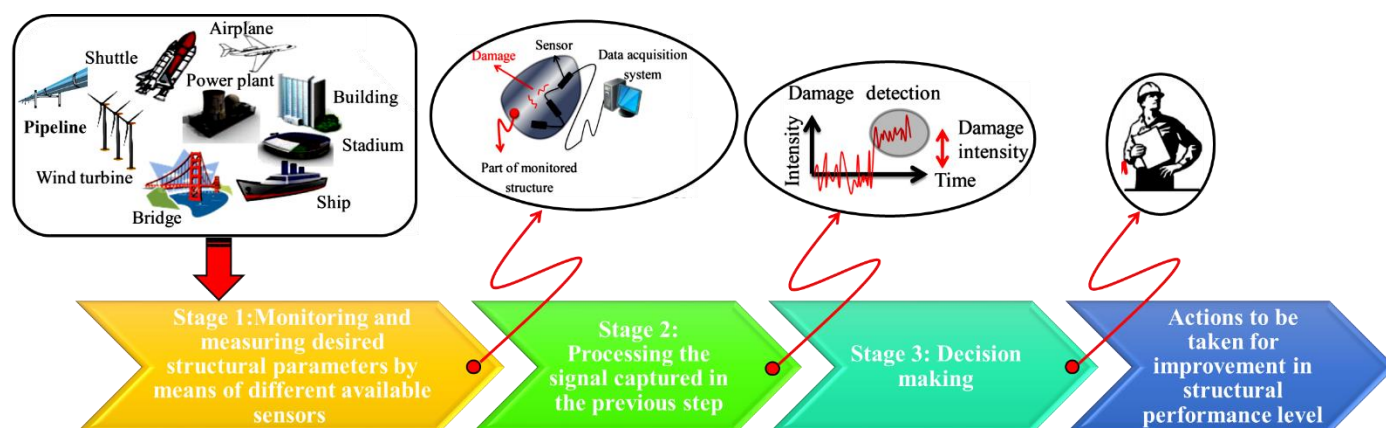 Airplane
Shuttle
Power plant
Building
Pipeline
Stadium
Wind turbine
Ship
Bridge
Sensor
Damage
Data acquisition
system
Part of monitored
structure
Damage detection
Intensity
Damage
intensity
Time
Stage 1:Monitoring and
measuring desired
structural parameters by
means of different available
sensors
Stage 2:
Processing the
signal captured in
the previous step
Stage 3: Decision
making
Actions to be
taken for
improvement in
structural
performance level